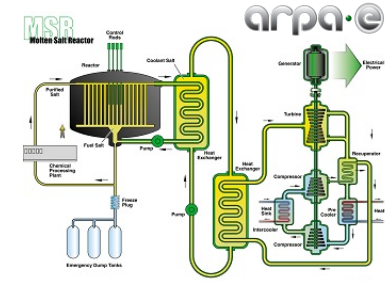 MSR
Molten Salt Reactor
arpa·e
Control
Rods
Reactor
Coolant Salt
Purified
Salt
Fuel Salt
Pump
Heat
Exchanger
Chemical
Processing
Plant
Freeze
Plug
Emergency Dump Tanks
Pump
Heat
Exchanger
Generator
Electrical
Power
Turbine
Recuperator
Compressor
Heat
Sink
Pre
Cooler
Heat
Intercooler
Compressor